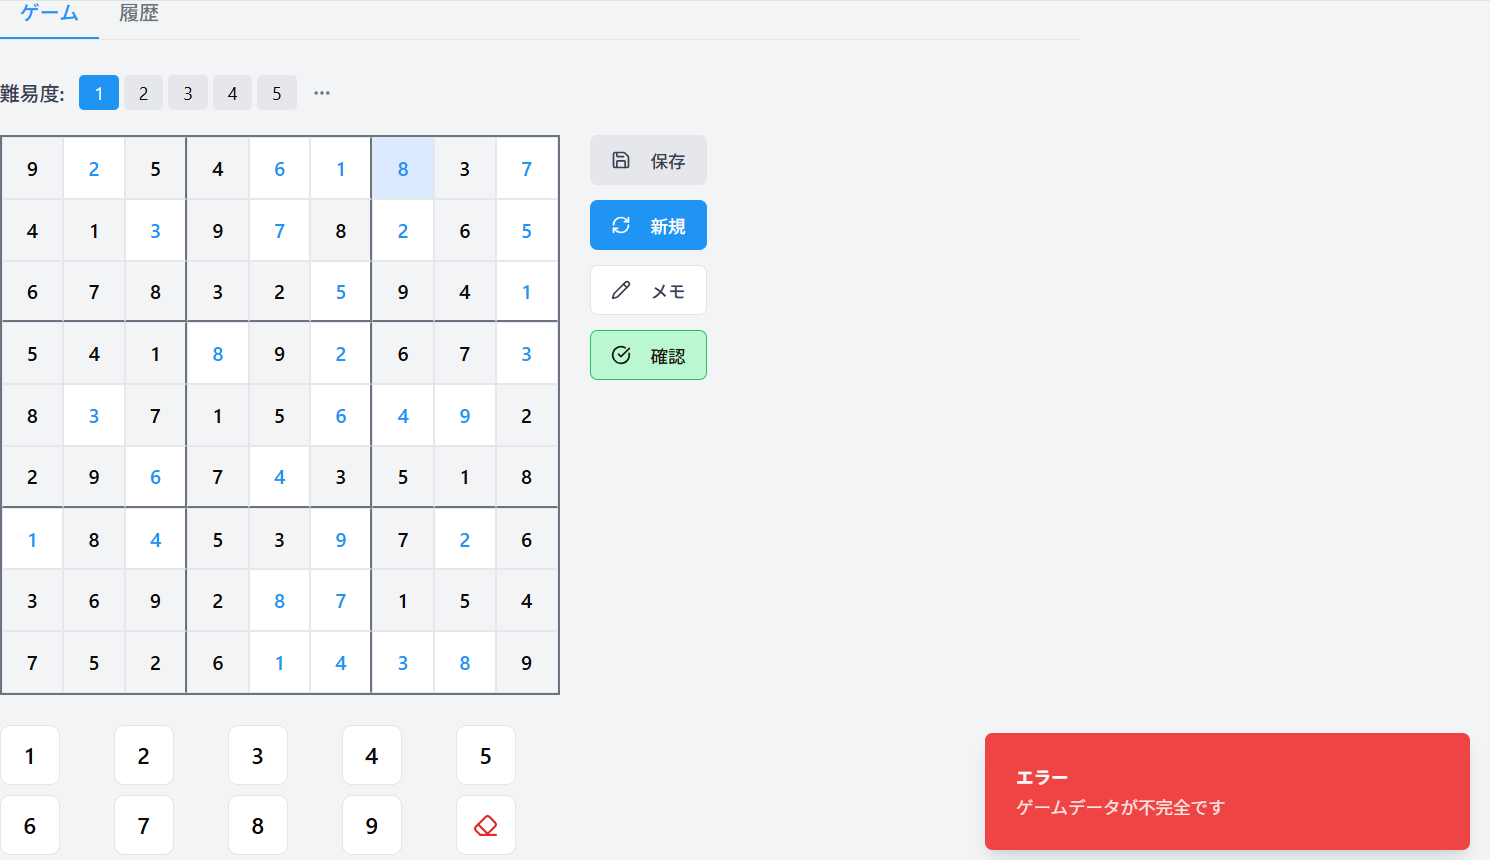 ゲーム 履歴
難易度: 1 2 3 4 5 ···
9 2 5 4 6 1 8 3 7
4 1 3 9 7 8 2 6 5
6 7 8 3 2 5 9 4 1
5 4 1 8 9 2 6 7 3
8 3 7 1 5 6 4 9 2
2 9 6 7 4 3 5 1 8
1 8 4 5 3 9 7 2 6
3 6 9 2 8 7 1 5 4
7 5 2 6 1 4 3 8 9
保存
新規
メモ
確認
1 2 3 4 5
6 7 8 9
エラー
ゲームデータが不完全です